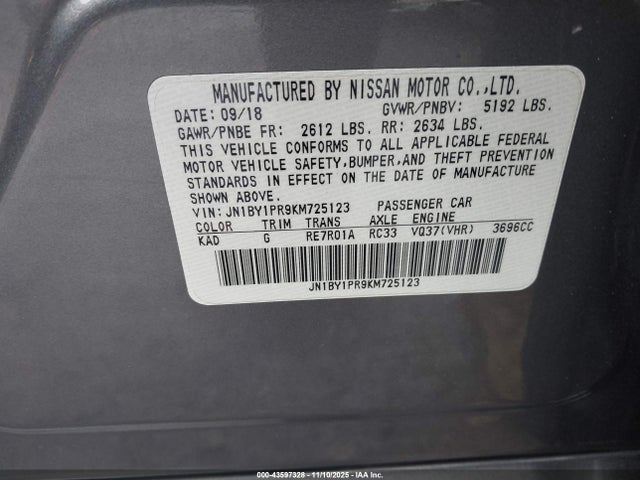 MANUFACTURED BY NISSAN MOTOR CO.,LTD.
DATE: 09/18 GVWR/PNBV: 5192 LBS.
GAWR/PNBE FR: 2612 LBS. RR: 2634 LBS.
THIS VEHICLE CONFORMS TO ALL APPLICABLE FEDERAL
MOTOR VEHICLE SAFETY,BUMPER,AND THEFT PREVENTION
STANDARDS IN EFFECT ON THE DATE OF MANUFACTURE
SHOWN ABOVE.
VIN: JN1BY1PR9KM725123 PASSENGER CAR
COLOR TRIM TRANS AXLE ENGINE
KAD G RE7R01A RC33 VQ37(VHR) 3696CC
JN1BY1PR9KM725123
000-43597328 - 11/10/2025 - IAA Inc.